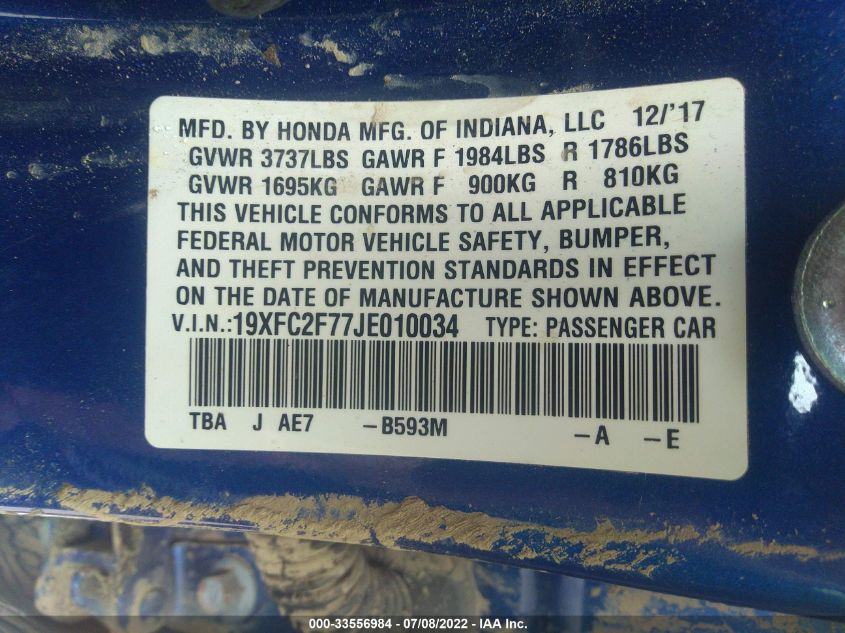 MFD. BY HONDA MFG. OF INDIANA, LLC 12/'17
GVWR 3737LBS GAWR F 1984LBS R 1786LBS
GVWR 1695KG GAWR F 900KG R 810KG
THIS VEHICLE CONFORMS TO ALL APPLICABLE
FEDERAL MOTOR VEHICLE SAFETY, BUMPER,
AND THEFT PREVENTION STANDARDS IN EFFECT
ON THE DATE OF MANUFACTURE SHOWN ABOVE.
V.I.N.:19XFC2F77JE010034 TYPE: PASSENGER CAR
TBA J AE7 -B593M -A -E
000-33556984 - 07/08/2022 - IAA Inc.